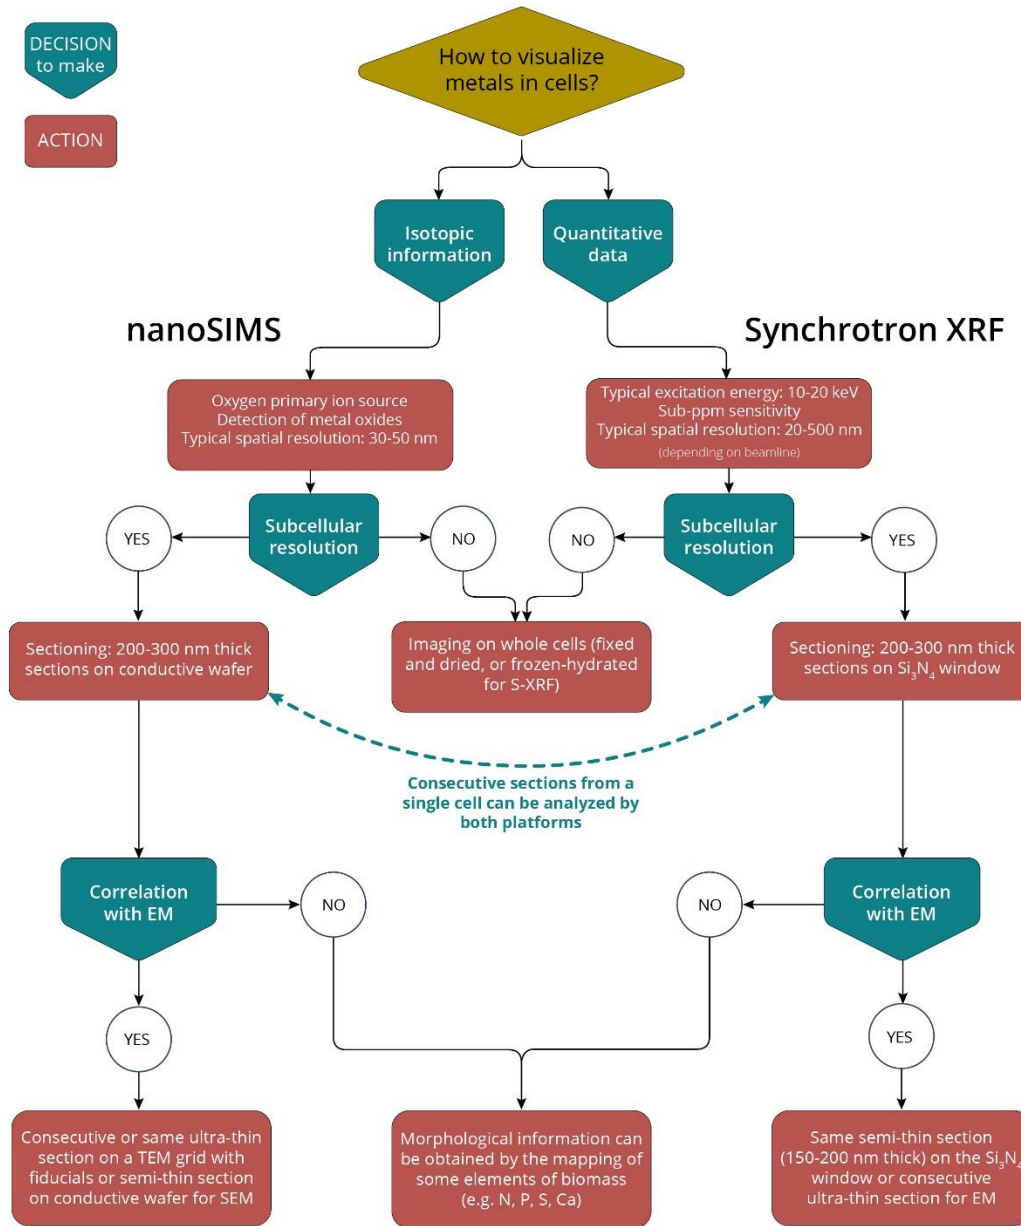 DECISION
to make
ACTION
How to visualize
metals in cells?
Isotopic
information
Quantitative
data
nanoSIMS
Synchrotron XRF
Oxygen primary ion source
Detection of metal oxides
Typical spatial resolution: 30-50 nm
Typical excitation energy: 10-20 keV
Sub-ppm sensitivity
Typical spatial resolution: 20-500 nm
(depending on beamline)
YES
Subcellular
resolution
NO
NO
Subcellular
resolution
YES
Sectioning: 200-300 nm thick
sections on conductive wafer
Imaging on whole cells (fixed
and dried, or frozen-hydrated
for S-XRF)
Sectioning: 200-300 nm thick
sections on Si₃N₄ window
Consecutive sections from a
single cell can be analyzed by
both platforms
Correlation
with EM
NO
NO
Correlation
with EM
YES
YES
Consecutive or same ultra-thin
section on a TEM grid with
fiducials or semi-thin section
on conductive wafer for SEM
Morphological information can
be obtained by the mapping of
some elements of biomass
(e.g. N, P, S, Ca)
Same semi-thin section
(150-200 nm thick) on the Si₃N₄
window or consecutive
ultra-thin section for EM